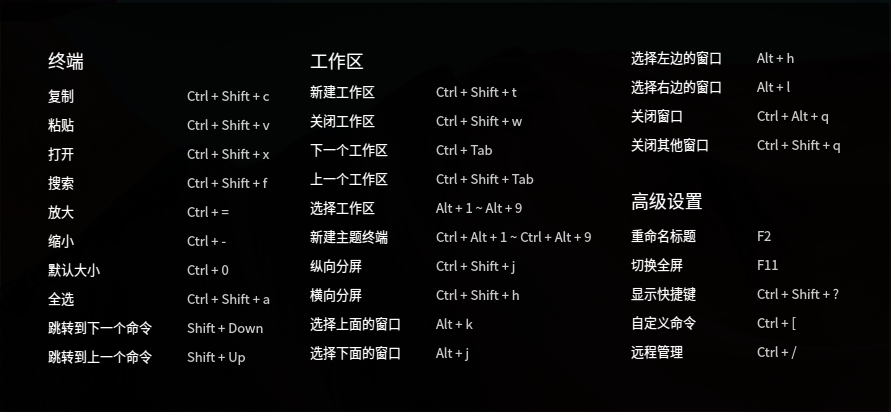 终端
复制 Ctrl + Shift + c
粘贴 Ctrl + Shift + v
打开 Ctrl + Shift + x
搜索 Ctrl + Shift + f
放大 Ctrl + =
缩小 Ctrl + -
默认大小 Ctrl + 0
全选 Ctrl + Shift + a
跳转到下一个命令 Shift + Down
跳转到上一个命令 Shift + Up
工作区
新建工作区 Ctrl + Shift + t
关闭工作区 Ctrl + Shift + w
下一个工作区 Ctrl + Tab
上一个工作区 Ctrl + Shift + Tab
选择工作区 Alt + 1 ~ Alt + 9
新建主题终端 Ctrl + Alt + 1 ~ Ctrl + Alt + 9
纵向分屏 Ctrl + Shift + j
横向分屏 Ctrl + Shift + h
选择上面的窗口 Alt + k
选择下面的窗口 Alt + j
选择左边的窗口 Alt + h
选择右边的窗口 Alt + l
关闭窗口 Ctrl + Alt + q
关闭其他窗口 Ctrl + Shift + q
高级设置
重命名标题 F2
切换全屏 F11
显示快捷键 Ctrl + Shift + ?
自定义命令 Ctrl + [
远程管理 Ctrl + /